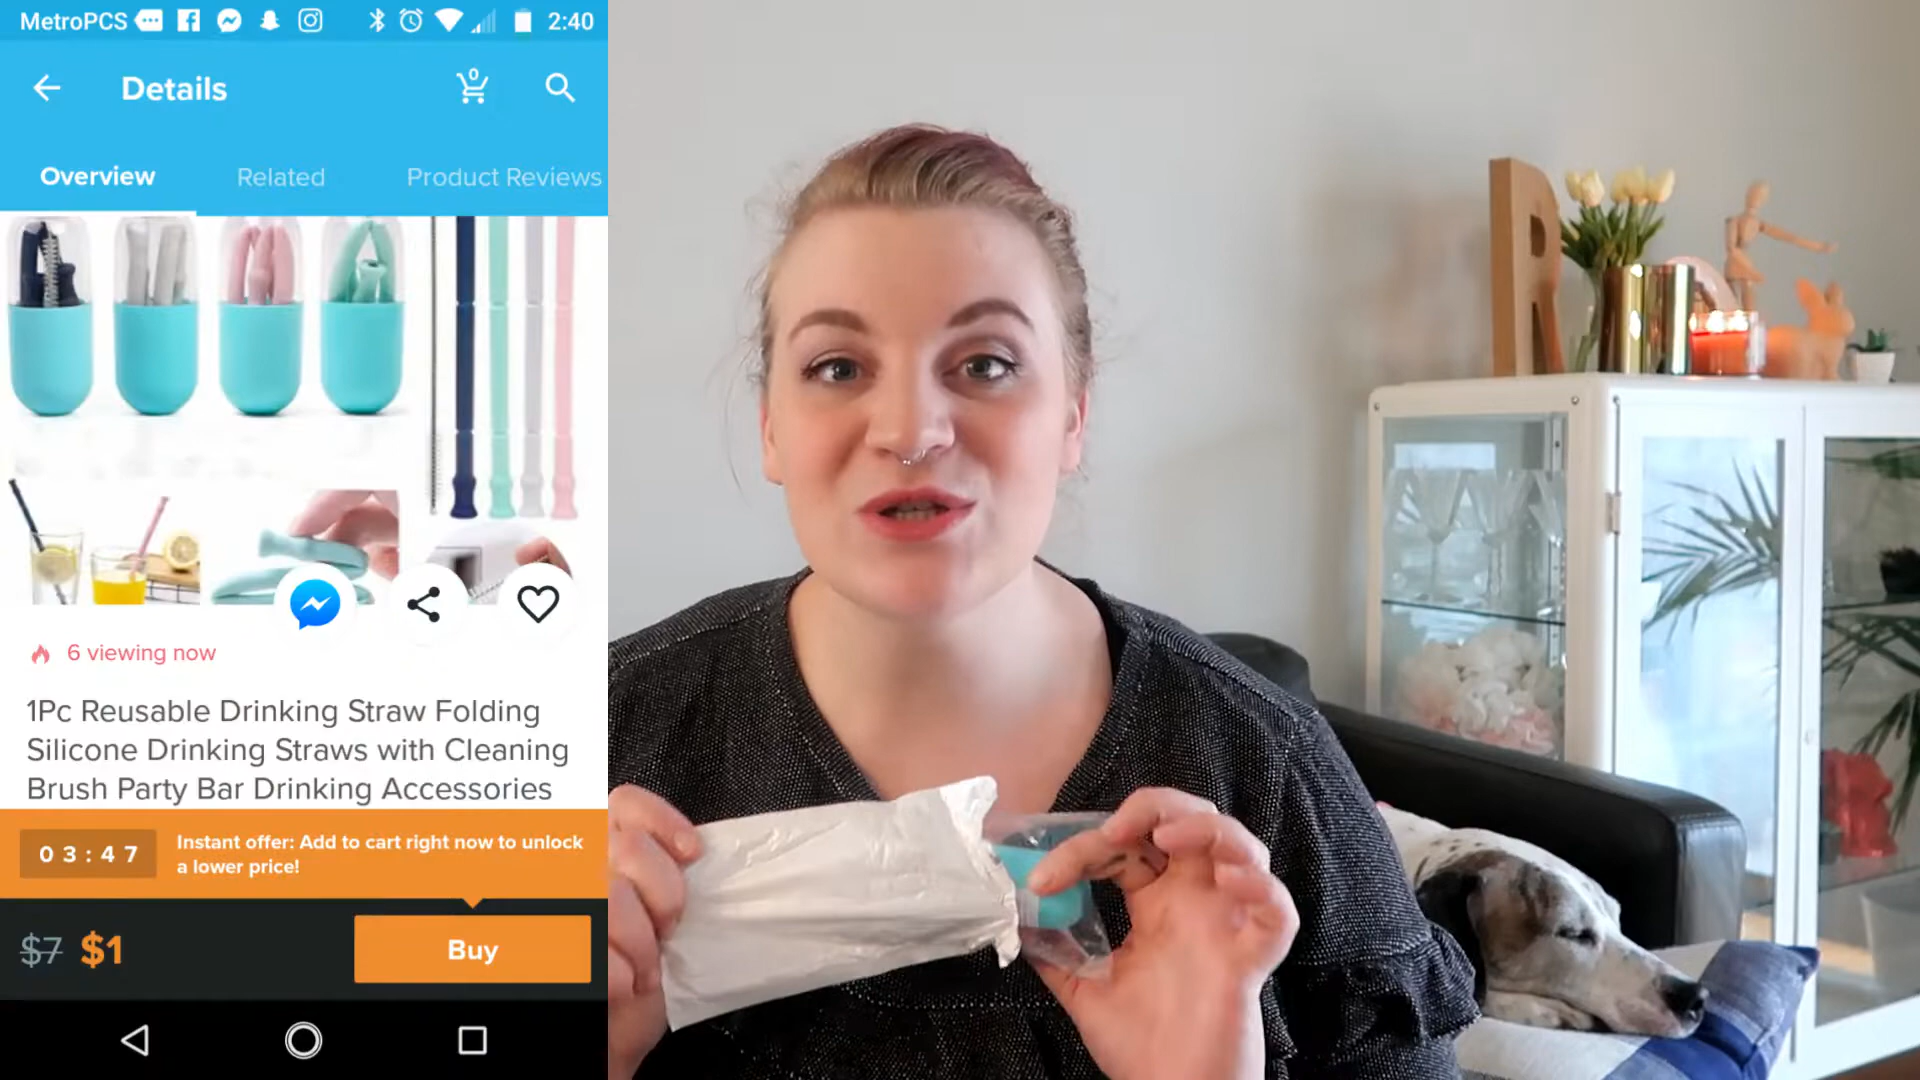 MetroPCS
2:40
Details
0
Overview
Related
Product Reviews
6 viewing now
1Pc Reusable Drinking Straw Folding
Silicone Drinking Straws with Cleaning
Brush Party Bar Drinking Accessories
03:47
Instant offer: Add to cart right now to unlock
a lower price!
$7 $1
Buy
R